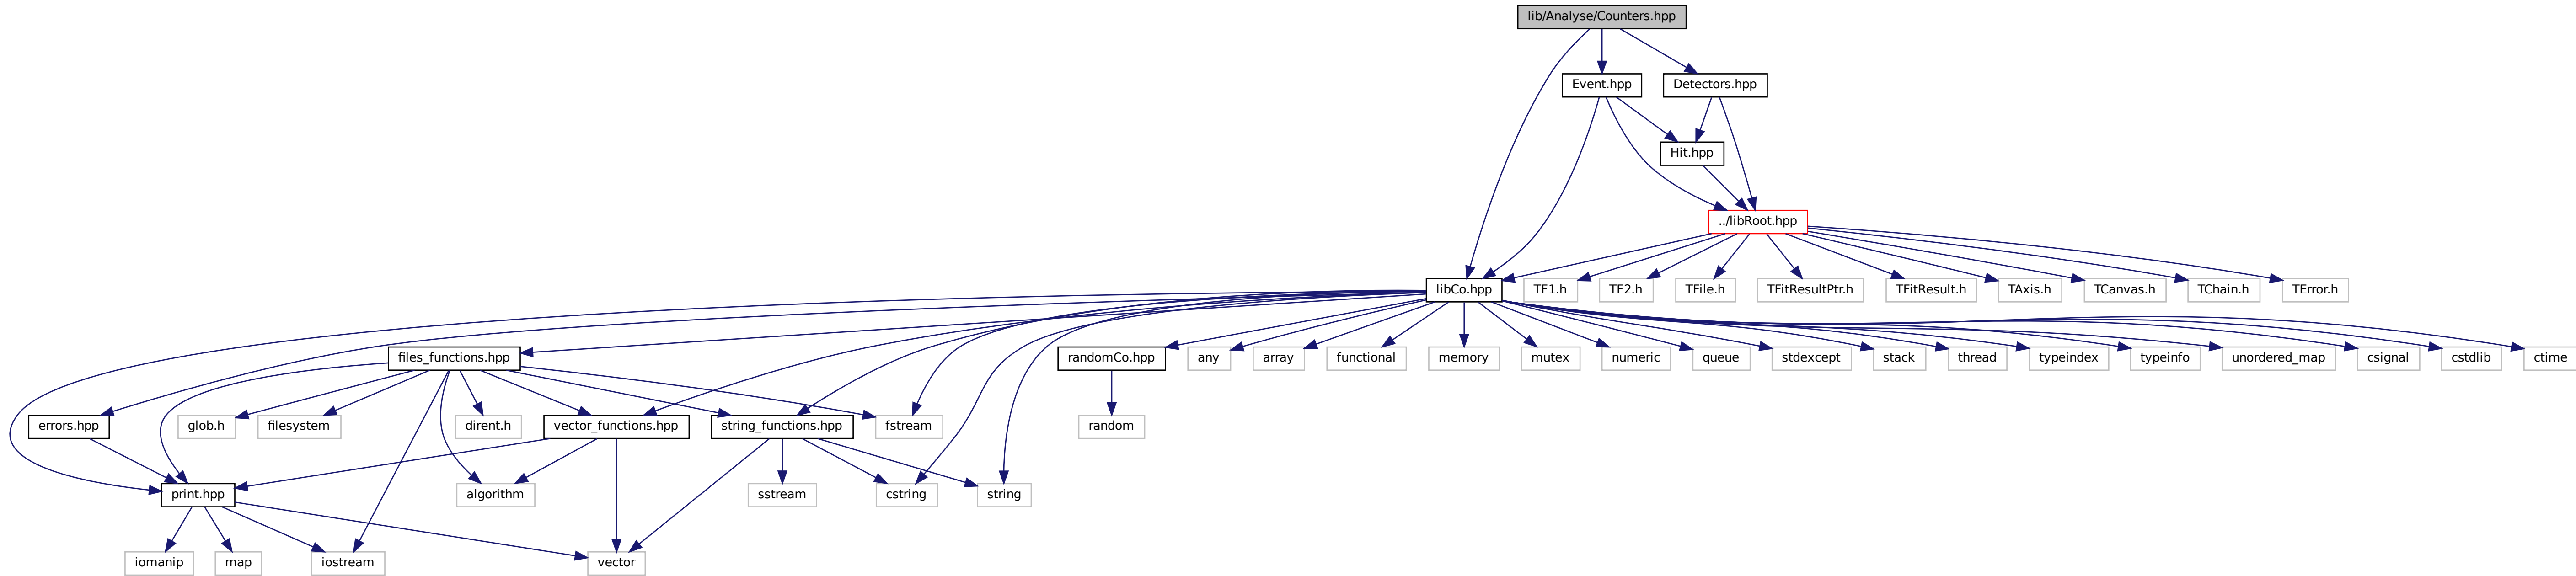 lib/Analyse/Counters.hpp
Event.hpp
Detectors.hpp
Hit.hpp
../libRoot.hpp
libCo.hpp
TF1.h
TF2.h
TFile.h
TFitResultPtr.h
TFitResult.h
TAxis.h
TCanvas.h
TChain.h
TError.h
files_functions.hpp
randomCo.hpp
any
array
functional
memory
mutex
numeric
queue
stdexcept
stack
thread
typeindex
typeinfo
unordered_map
csignal
cstdlib
ctime
errors.hpp
glob.h
filesystem
dirent.h
vector_functions.hpp
string_functions.hpp
fstream
random
print.hpp
algorithm
sstream
cstring
string
iomanip
map
iostream
vector